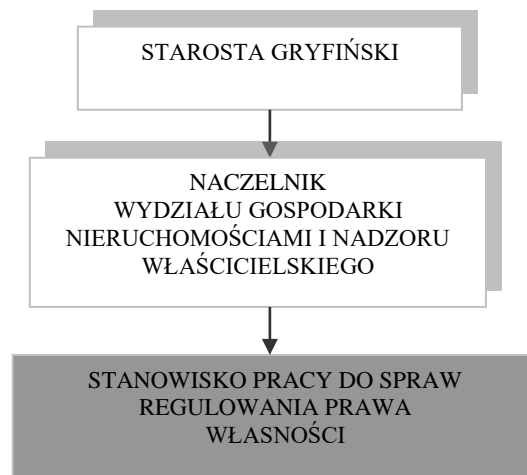 STAROSTA GRYFIŃSKI
NACZELNIK
WYDZIAŁU GOSPODARKI
NIERUCHOMOŚCIAMI I NADZORU
WŁAŚCICIELSKIEGO
STANOWISKO PRACY DO SPRAW
REGULOWANIA PRAWA
WŁASNOŚCI